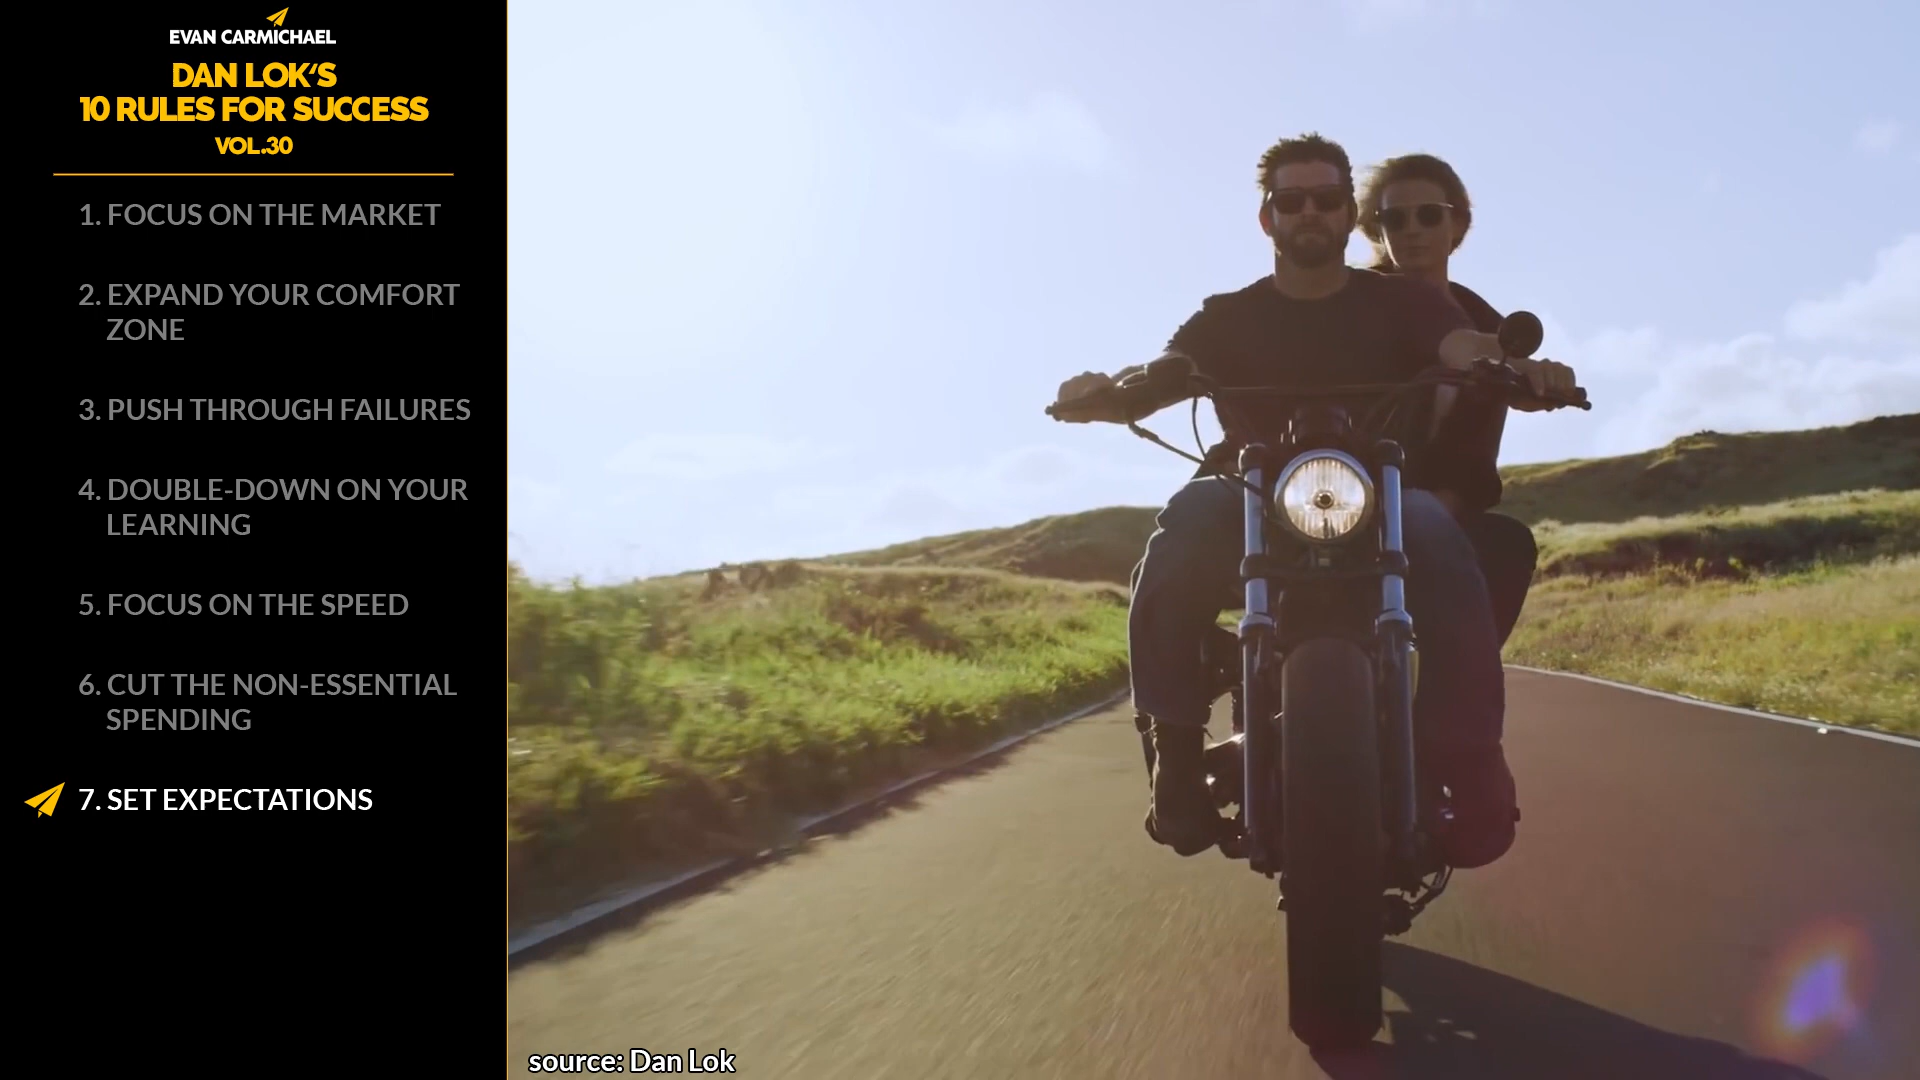 EVAN CARMICHAEL
DAN LOK'S
10 RULES FOR SUCCESS
VOL.30
1. FOCUS ON THE MARKET
2. EXPAND YOUR COMFORT
ZONE
3. PUSH THROUGH FAILURES
4. DOUBLE-DOWN ON YOUR
LEARNING
5. FOCUS ON THE SPEED
6. CUT THE NON-ESSENTIAL
SPENDING
7. SET EXPECTATIONS
source: Dan Lok